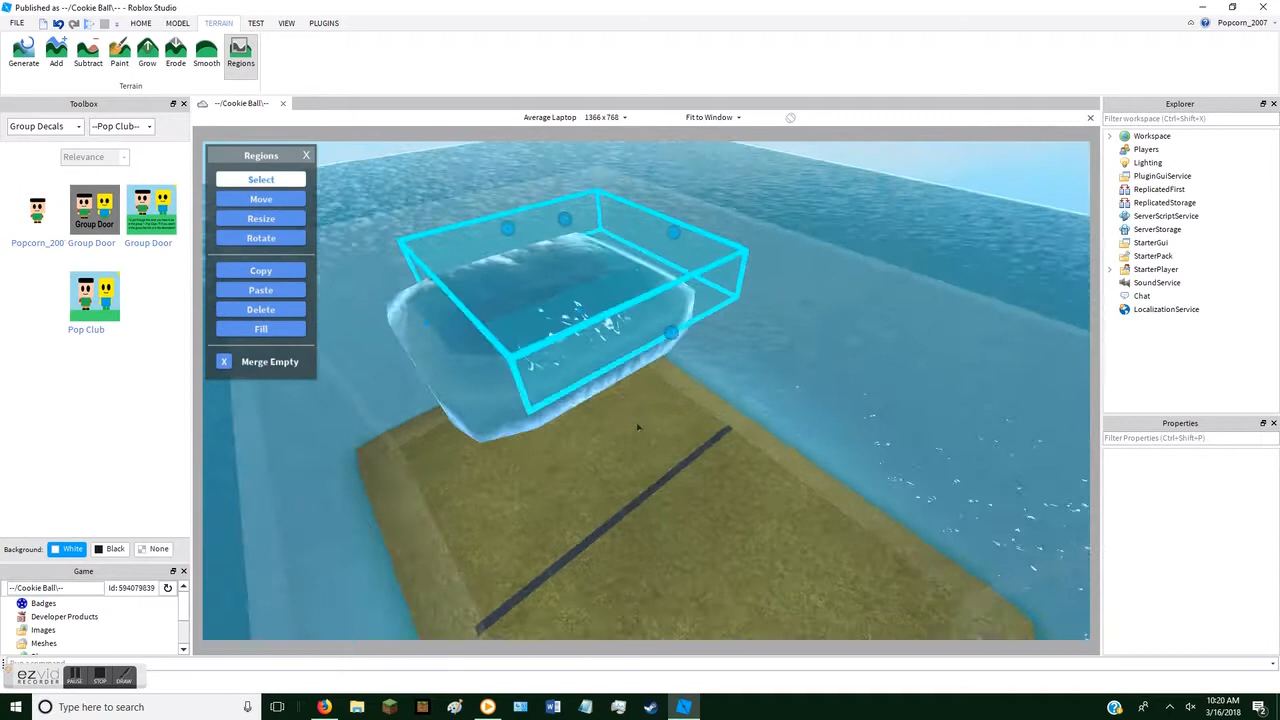 Published as --/Cookie Ball\-- - Roblox Studio
FILE HOME MODEL TERRAIN TEST VIEW PLUGINS Popcorn_2007
Generate Add Subtract Paint Grow Erode Smooth Regions
Terrain
Toolbox
Group Decals --Pop Club--
Relevance
Popcorn_200 Group Door Group Door
Group Door
Pop Club
Background: White Black None
Game
--/Cookie Ball\-- Id: 594079839
Badges
Developer Products
Images
Meshes
--/Cookie Ball\--
Average Laptop 1366 x 768 Fit to Window
Regions X
Select
Move
Resize
Rotate
Copy
Paste
Delete
Fill
X Merge Empty
Explorer
Filter workspace (Ctrl+Shift+X)
Workspace
Players
Lighting
PluginGuiService
ReplicatedFirst
ReplicatedStorage
ServerScriptService
ServerStorage
StarterGui
StarterPack
StarterPlayer
SoundService
Chat
LocalizationService
Properties
Filter Properties (Ctrl+Shift+P)
ezvid
RECORDER
PAUSE STOP DRAW
Type here to search
10:20 AM
3/16/2018
2